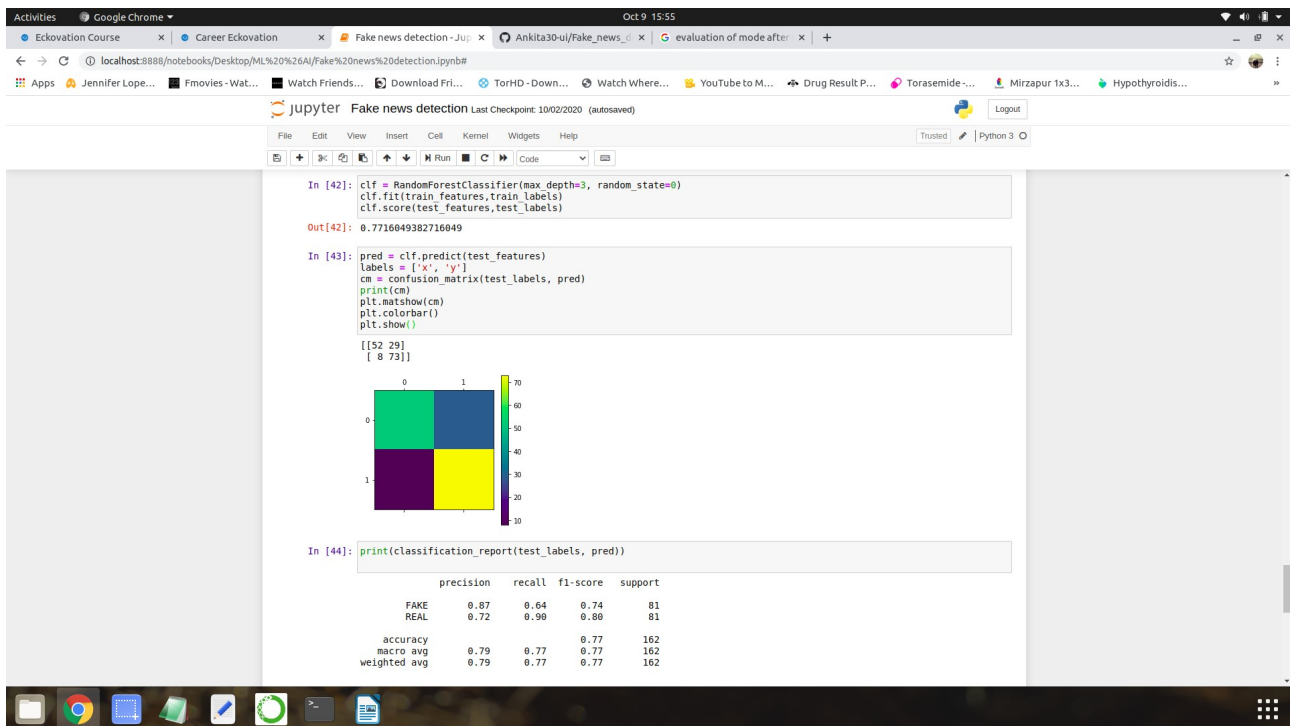 Activities Google Chrome Oct 9 15:55
Eckovation Course Career Eckovation Fake news detection - Jup Ankita30-ui/Fake_news_d evaluation of mode after
localhost:8888/notebooks/Desktop/ML%20%26AI/Fake%20news%20detection.ipynb#
Apps Jennifer Lope... Fmovies - Wat... Watch Friends... Download Fri... TorHD - Down... Watch Where... YouTube to M... Drug Result P... Torasemide -... Mirzapur 1x3... Hypothyroidis... »
jupyter Fake news detection Last Checkpoint: 10/02/2020 (autosaved) Logout
File Edit View Insert Cell Kernel Widgets Help Trusted Python 3
Run Code
In [42]: clf = RandomForestClassifier(max_depth=3, random_state=0)
clf.fit(train_features,train_labels)
clf.score(test_features,test_labels)
Out[42]: 0.7716049382716049
In [43]: pred = clf.predict(test_features)
labels = ['x', 'y']
cm = confusion_matrix(test_labels, pred)
print(cm)
plt.matshow(cm)
plt.colorbar()
plt.show()
[[52 29]
[ 8 73]]
0 1 70
60
0 50
40
1 30
20
10
In [44]: print(classification_report(test_labels, pred))
precision recall f1-score support
FAKE 0.87 0.64 0.74 81
REAL 0.72 0.90 0.80 81
accuracy 0.77 162
macro avg 0.79 0.77 0.77 162
weighted avg 0.79 0.77 0.77 162